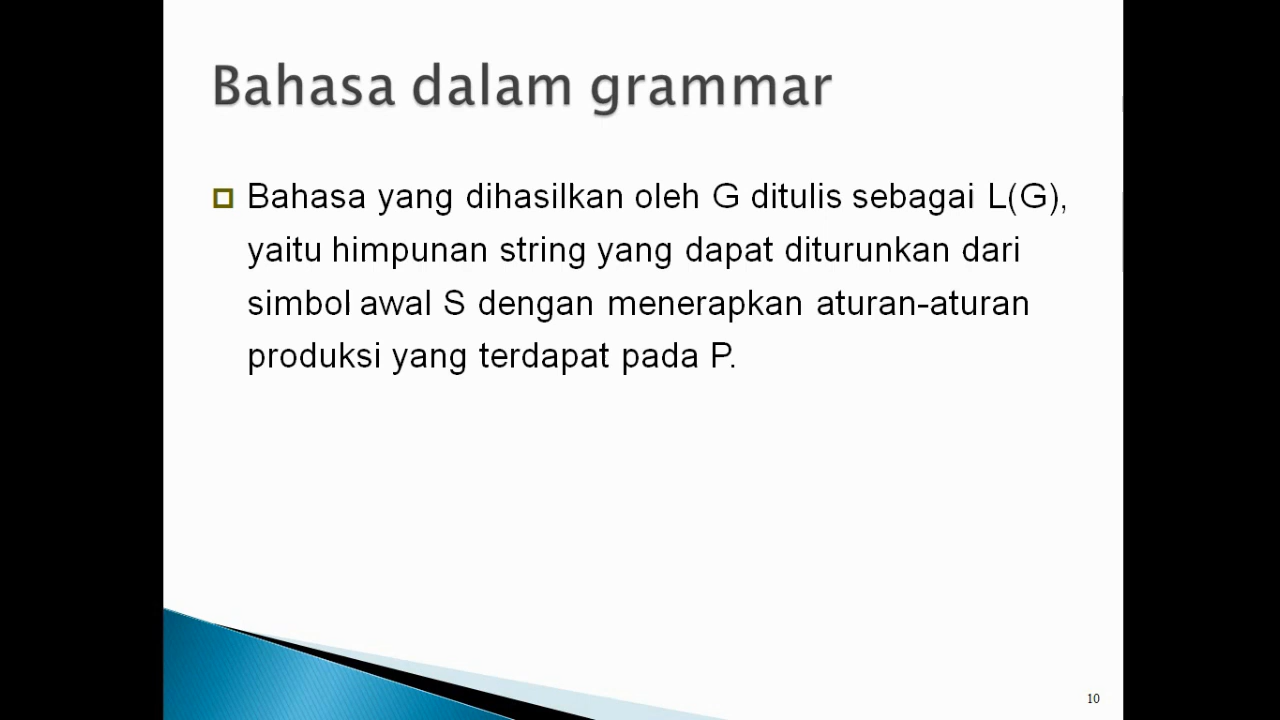 Bahasa dalam grammar
Bahasa yang dihasilkan oleh G ditulis sebagai L(G),
yaitu himpunan string yang dapat diturunkan dari
simbol awal S dengan menerapkan aturan-aturan
produksi yang terdapat pada P.
10